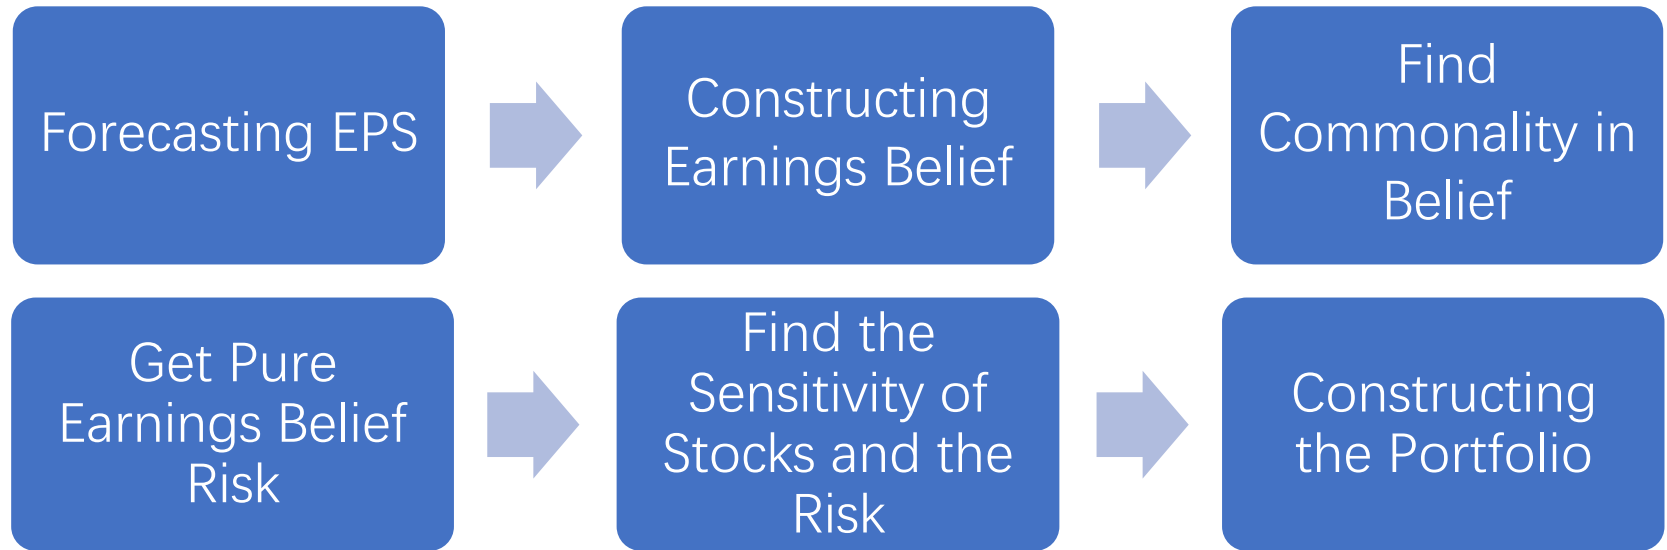 Forecasting EPS
Constructing
Earnings Belief
Find
Commonality in
Belief
Get Pure
Earnings Belief
Risk
Find the
Sensitivity of
Stocks and the
Risk
Constructing
the Portfolio